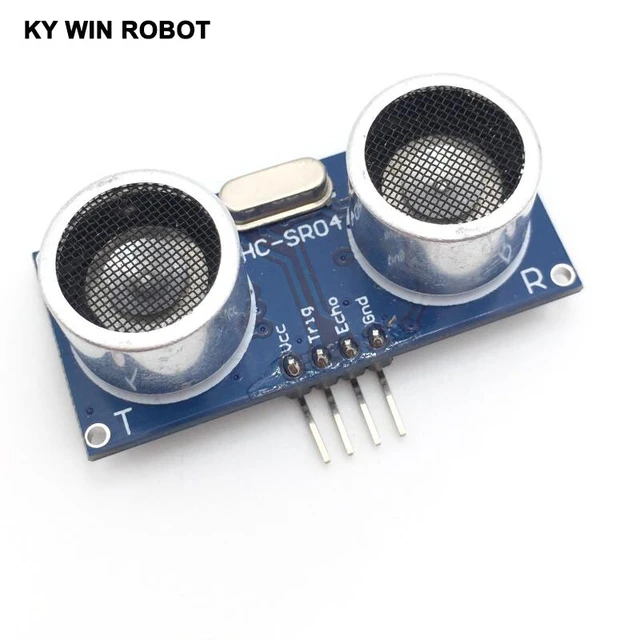 KY WIN ROBOT
HC-SR04
Vcc
Trig
Echo
Gnd
T
R